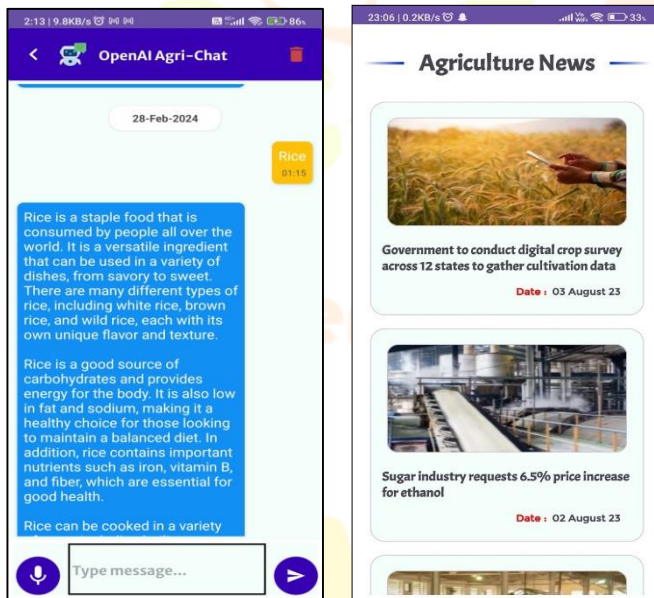 2:13 | 9.8KB/s
86%
OpenAI Agri-Chat
28-Feb-2024
Rice
01:15
Rice is a staple food that is
consumed by people all over the
world. It is a versatile ingredient
that can be used in a variety of
dishes, from savory to sweet.
There are many different types of
rice, including white rice, brown
rice, and wild rice, each with its
own unique flavor and texture.
Rice is a good source of
carbohydrates and provides
energy for the body. It is also low
in fat and sodium, making it a
healthy choice for those looking
to maintain a balanced diet. In
addition, rice contains important
nutrients such as iron, vitamin B,
and fiber, which are essential for
good health.
Rice can be cooked in a variety
Type message...
23:06 | 0.2KB/s
33%
Agriculture News
Government to conduct digital crop survey
across 12 states to gather cultivation data
Date : 03 August 23
Sugar industry requests 6.5% price increase
for ethanol
Date : 02 August 23